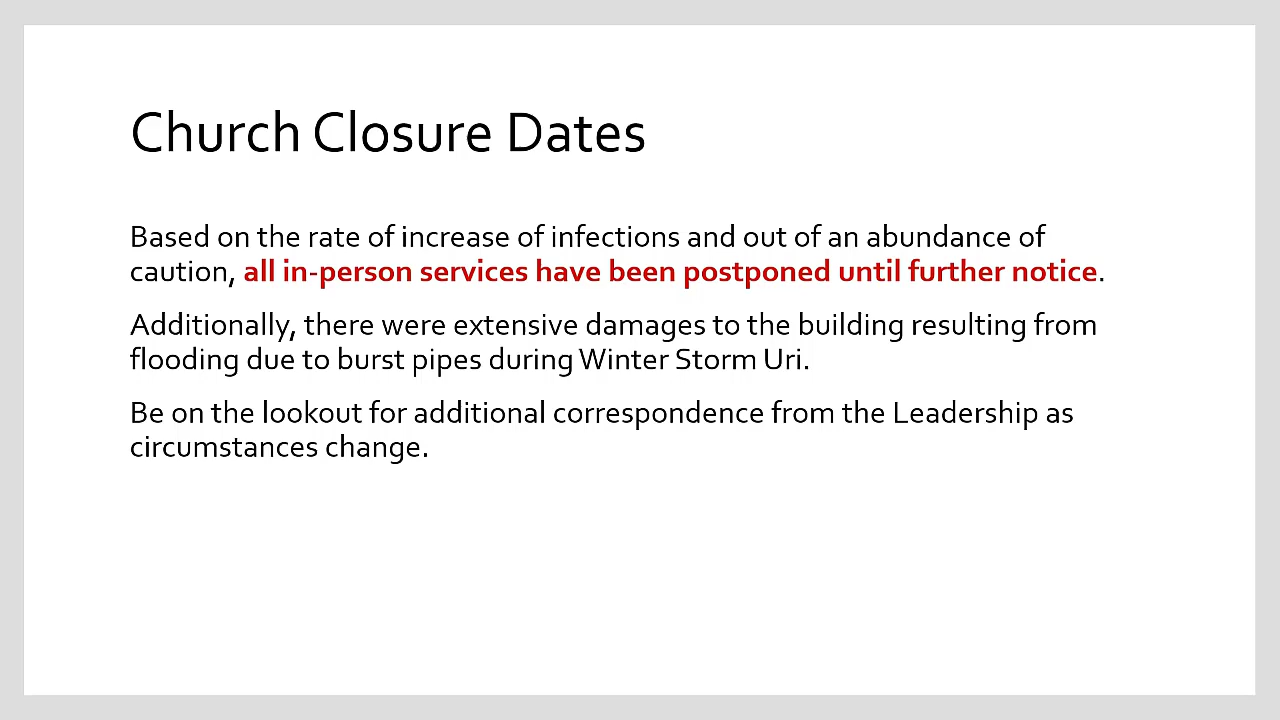 Church Closure Dates
Based on the rate of increase of infections and out of an abundance of
caution, all in-person services have been postponed until further notice.
Additionally, there were extensive damages to the building resulting from
flooding due to burst pipes during Winter Storm Uri.
Be on the lookout for additional correspondence from the Leadership as
circumstances change.